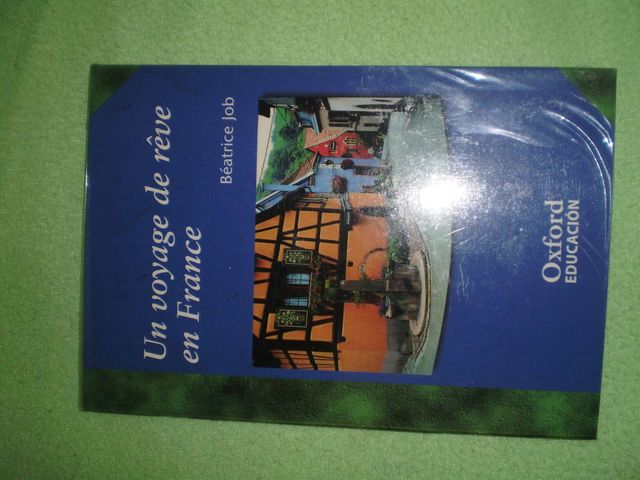 Un voyage de rêve
en France
Béatrice Job
Oxford
EDUCACIÓN